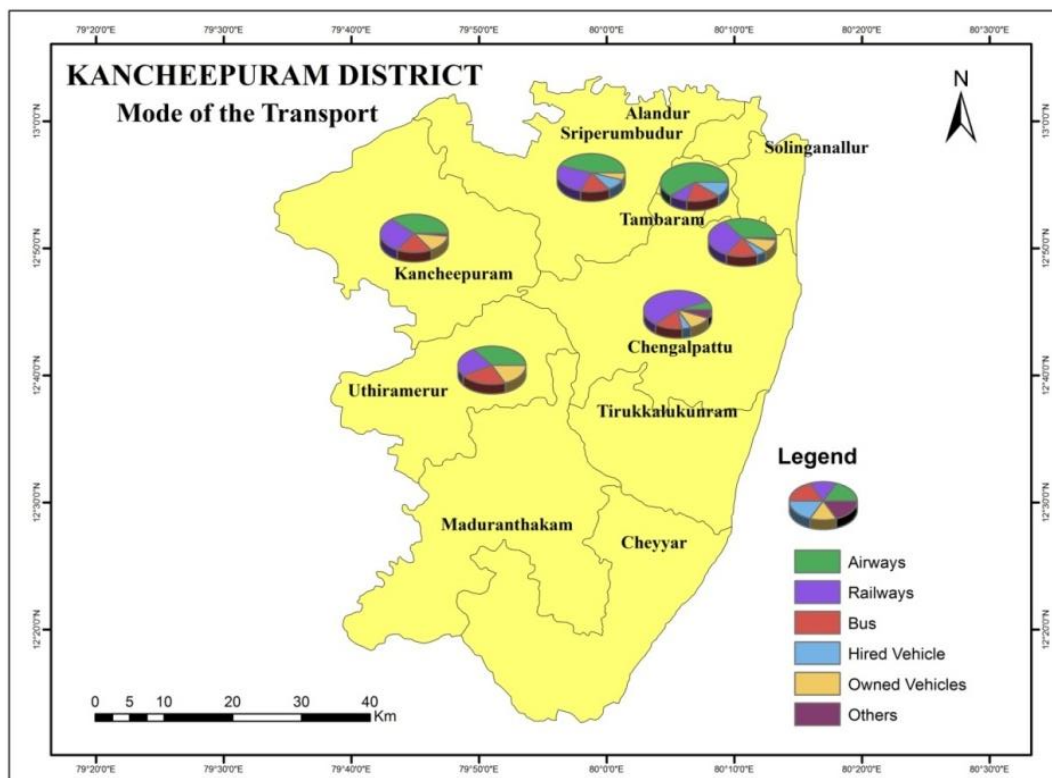 79°20'0"E 79°30'0"E 79°40'0"E 79°50'0"E 80°0'0"E 80°10'0"E 80°20'0"E 80°30'0"E
KANCHEEPURAM DISTRICT
Mode of the Transport
N
Alandur
Sriperumbudur
Solinganallur
Tambaram
Kancheepuram
Chengalpattu
Uthiramerur
Tirukkalukunram
Maduranthakam
Cheyyar
Legend
Airways
Railways
Bus
Hired Vehicle
Owned Vehicles
Others
0 5 10 20 30 40
Km
13°0'0"N
12°50'0"N
12°40'0"N
12°30'0"N
12°20'0"N
13°0'0"N
12°50'0"N
12°40'0"N
12°30'0"N
12°20'0"N
79°20'0"E 79°30'0"E 79°40'0"E 79°50'0"E 80°0'0"E 80°10'0"E 80°20'0"E 80°30'0"E